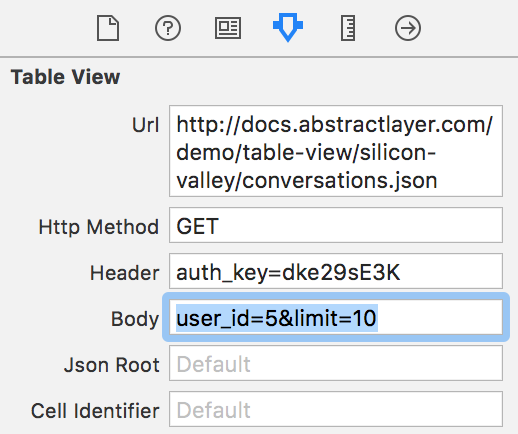 Table View
Url
http://docs.abstractlayer.com/
demo/table-view/silicon-
valley/conversations.json
Http Method GET
Header auth_key=dke29sE3K
Body user_id=5&limit=10
Json Root Default
Cell Identifier Default